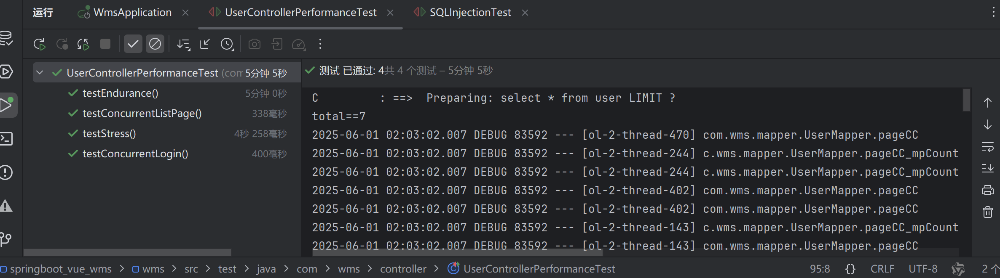 运行 WmsApplication UserControllerPerformanceTest SQLInjectionTest
UserControllerPerformanceTest (com 5分钟 5秒
testEndurance() 5分钟 0秒
testConcurrentListPage() 338毫秒
testStress() 4秒 258毫秒
testConcurrentLogin() 400毫秒
测试 已通过: 4共 4 个测试 – 5分钟 5秒
C : ==> Preparing: select * from user LIMIT ?
total==7
2025-06-01 02:03:02.007 DEBUG 83592 --- [ol-2-thread-470] com.wms.mapper.UserMapper.pageCC
2025-06-01 02:03:02.007 DEBUG 83592 --- [ol-2-thread-244] c.wms.mapper.UserMapper.pageCC_mpCount
2025-06-01 02:03:02.007 DEBUG 83592 --- [ol-2-thread-244] c.wms.mapper.UserMapper.pageCC_mpCount
2025-06-01 02:03:02.007 DEBUG 83592 --- [ol-2-thread-402] com.wms.mapper.UserMapper.pageCC
2025-06-01 02:03:02.007 DEBUG 83592 --- [ol-2-thread-402] com.wms.mapper.UserMapper.pageCC
2025-06-01 02:03:02.007 DEBUG 83592 --- [ol-2-thread-143] c.wms.mapper.UserMapper.pageCC_mpCount
2025-06-01 02:03:02.007 DEBUG 83592 --- [ol-2-thread-143] com.wms.mapper.UserMapper.pageCC
springboot_vue_wms > wms > src > test > java > com > wms > controller > UserControllerPerformanceTest 95:8 {} CRLF UTF-8 2 个